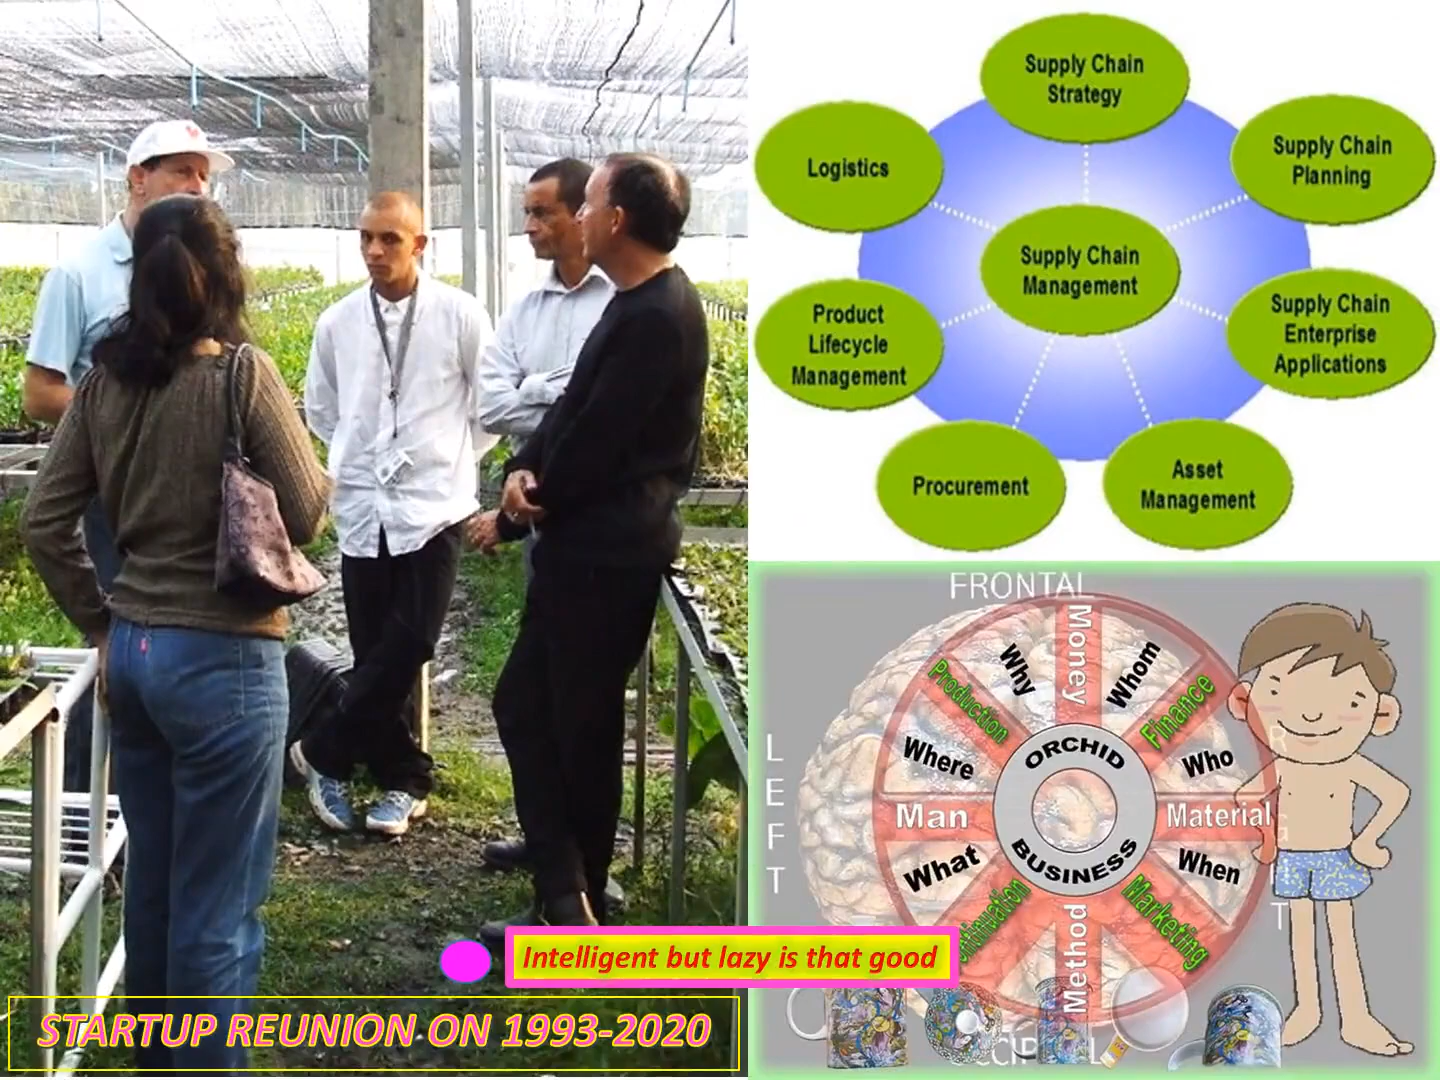 Supply Chain
Strategy
Logistics
Supply Chain
Planning
Supply Chain
Management
Product
Lifecycle
Management
Supply Chain
Enterprise
Applications
Procurement
Asset
Management
FRONTAL
Money
Why
Whom
Production
Finance
Where
Who
ORCHID
BUSINESS
Man
Material
What
When
Marketing
Method
LEFT
Intelligent but lazy is that good
STARTUP REUNION ON 1993-2020